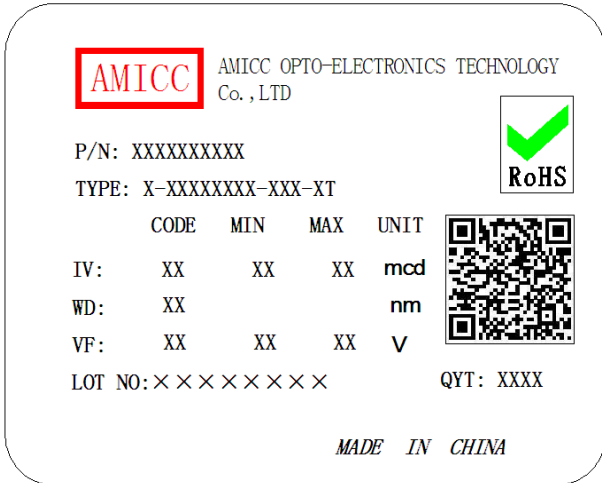 AMICC
AMICC OPTO-ELECTRONICS TECHNOLOGY
Co.,LTD
RoHS
P/N: XXXXXXXXXX
TYPE: X-XXXXXXXX-XXX-XT
CODE MIN MAX UNIT
IV: XX XX XX mcd
WD: XX nm
VF: XX XX XX V
LOT NO:××××××××
QYT: XXXX
MADE IN CHINA